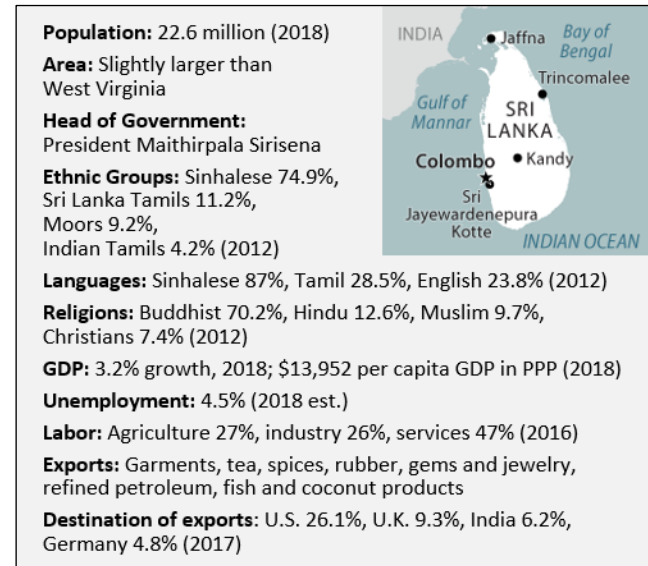 Population: 22.6 million (2018)
Area: Slightly larger than
West Virginia
Head of Government:
President Maithirpala Sirisena
Ethnic Groups: Sinhalese 74.9%,
Sri Lanka Tamils 11.2%,
Moors 9.2%,
Indian Tamils 4.2% (2012)
INDIA
Jaffna
Bay of
Bengal
Trincomalee
Gulf of
Mannar
SRI
LANKA
Colombo
Kandy
Sri
Jayewardenepura
Kotte
INDIAN OCEAN
Languages: Sinhalese 87%, Tamil 28.5%, English 23.8% (2012)
Religions: Buddhist 70.2%, Hindu 12.6%, Muslim 9.7%,
Christians 7.4% (2012)
GDP: 3.2% growth, 2018; $13,952 per capita GDP in PPP (2018)
Unemployment: 4.5% (2018 est.)
Labor: Agriculture 27%, industry 26%, services 47% (2016)
Exports: Garments, tea, spices, rubber, gems and jewelry,
refined petroleum, fish and coconut products
Destination of exports: U.S. 26.1%, U.K. 9.3%, India 6.2%,
Germany 4.8% (2017)